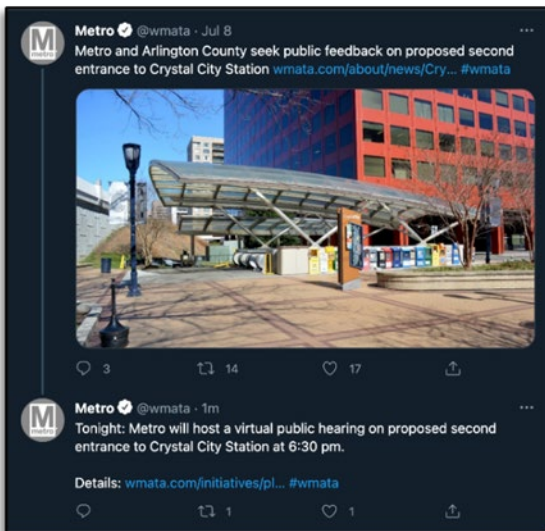 Metro @wmata · Jul 8
Metro and Arlington County seek public feedback on proposed second
entrance to Crystal City Station wmata.com/about/news/Cry... #wmata
3 14 17
Metro @wmata · 1m
Tonight: Metro will host a virtual public hearing on proposed second
entrance to Crystal City Station at 6:30 pm.
Details: wmata.com/initiatives/pl... #wmata
1 1
M
metro
M
metro